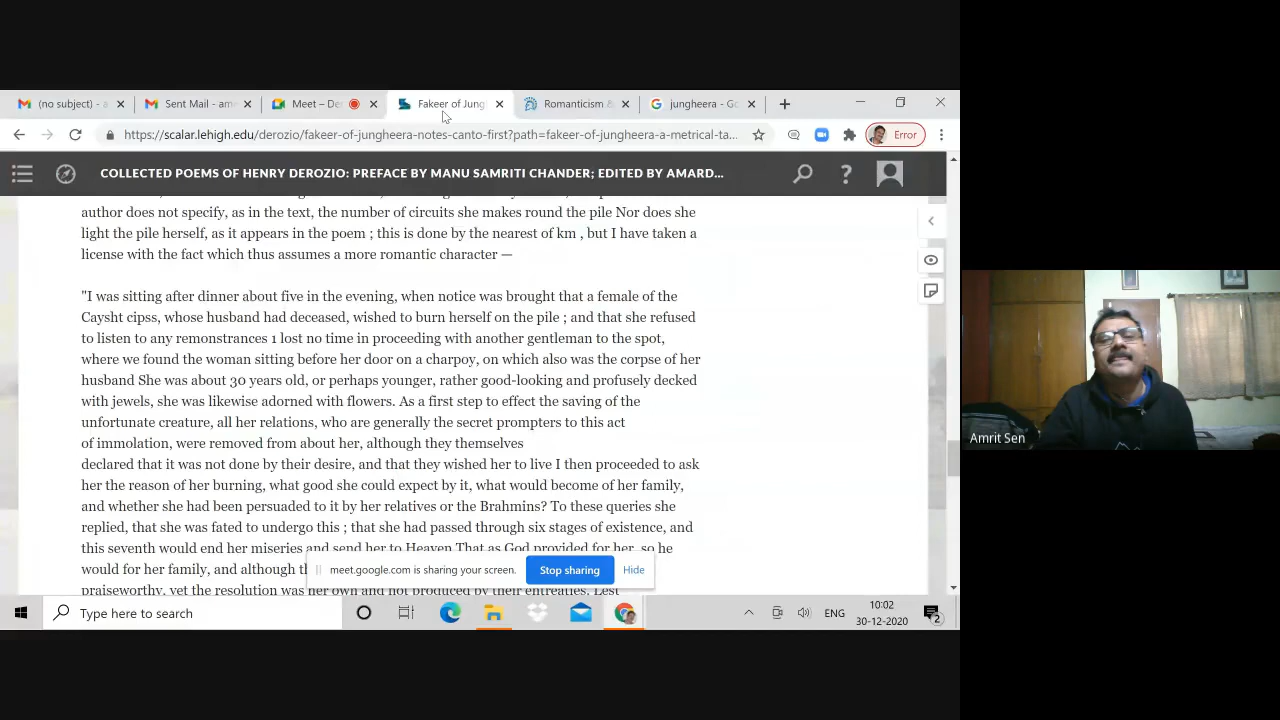 (no subject) - a
Sent Mail - am
Meet – De
Fakeer of Jung
Romanticism &
jungheera - G
https://scalar.lehigh.edu/derozio/fakeer-of-jungheera-notes-canto-first?path=fakeer-of-jungheera-a-metrical-ta...
Error
COLLECTED POEMS OF HENRY DEROZIO: PREFACE BY MANU SAMRITI CHANDER; EDITED BY AMARD...
author does not specify, as in the text, the number of circuits she makes round the pile Nor does she
light the pile herself, as it appears in the poem ; this is done by the nearest of km , but I have taken a
license with the fact which thus assumes a more romantic character —
"I was sitting after dinner about five in the evening, when notice was brought that a female of the
Caysht cipss, whose husband had deceased, wished to burn herself on the pile ; and that she refused
to listen to any remonstrances 1 lost no time in proceeding with another gentleman to the spot,
where we found the woman sitting before her door on a charpoy, on which also was the corpse of her
husband She was about 30 years old, or perhaps younger, rather good-looking and profusely decked
with jewels, she was likewise adorned with flowers. As a first step to effect the saving of the
unfortunate creature, all her relations, who are generally the secret prompters to this act
of immolation, were removed from about her, although they themselves
declared that it was not done by their desire, and that they wished her to live I then proceeded to ask
her the reason of her burning, what good she could expect by it, what would become of her family,
and whether she had been persuaded to it by her relatives or the Brahmins? To these queries she
replied, that she was fated to undergo this ; that she had passed through six stages of existence, and
this seventh would end her miseries and send her to Heaven That as God provided for her, so he
would for her family, and although th
praiseworthy, yet the resolution was her own and not produced by their entreaties. Lest
meet.google.com is sharing your screen.
Stop sharing
Hide
Amrit Sen
Type here to search
ENG
10:02
30-12-2020
2